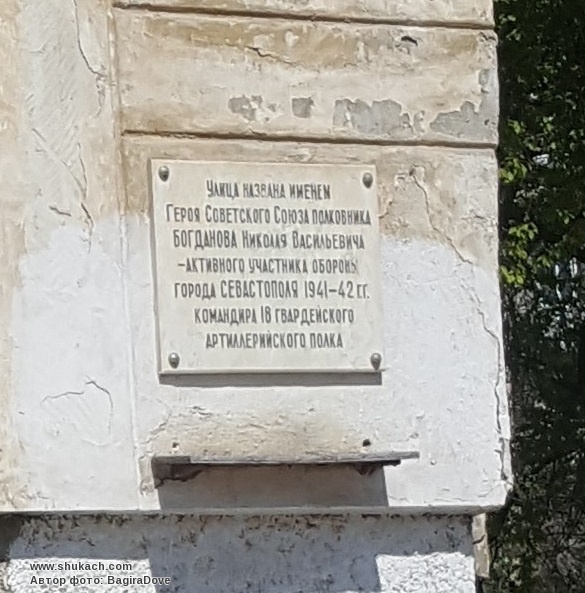 Улица названа именем
Героя Советского Союза полковника
Богданова Николая Васильевича
–активного участника обороны
города Севастополя 1941–42 г.г.
командира 18 гвардейского
артиллерийского полка
www.shukach.com
Автор фото: BagiraDove